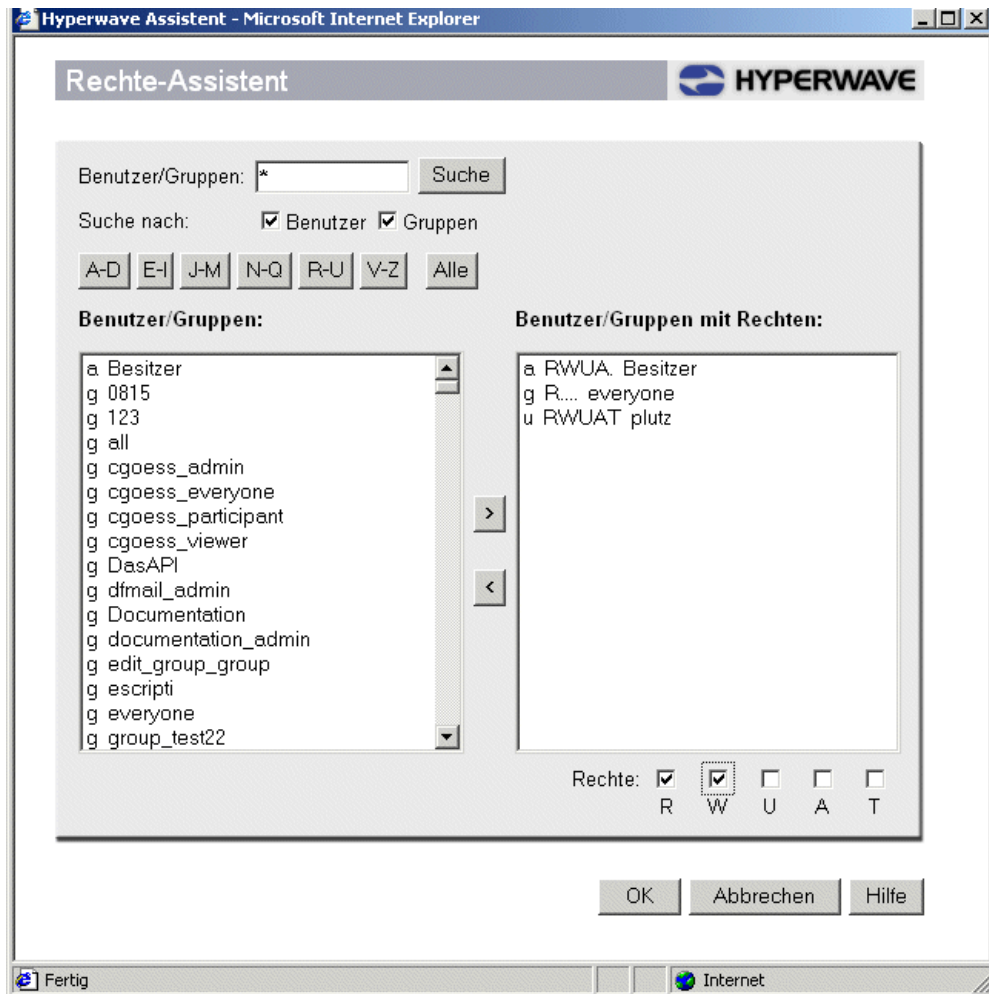 Hyperwave Assistent - Microsoft Internet Explorer
Rechte-Assistent
HYPERWAVE
Benutzer/Gruppen: * Suche
Suche nach: Benutzer Gruppen
A-D E-I J-M N-Q R-U V-Z Alle
Benutzer/Gruppen:
a Besitzer
g 0815
g 123
g all
g cgoess_admin
g cgoess_everyone
g cgoess_participant
g cgoess_viewer
g DasAPI
g dfmail_admin
g Documentation
g documentation_admin
g edit_group_group
g escripti
g everyone
g group_test22
>
<
Benutzer/Gruppen mit Rechten:
a RWUA. Besitzer
g R.... everyone
u RWUAT plutz
Rechte:
R W U A T
OK Abbrechen Hilfe
Fertig Internet